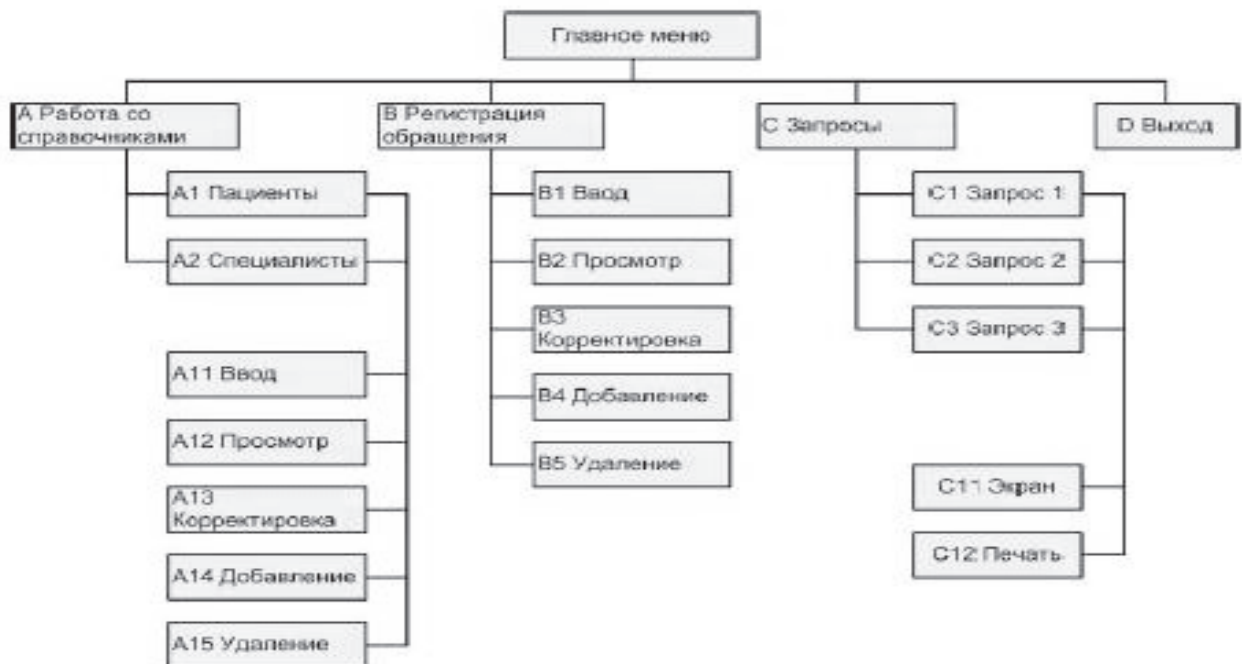 Главное меню
А Работа со
справочниками
В Регистрация
обращения
С Запросы
D Выход
А1 Пациенты
А2 Специалисты
А11 Ввод
А12 Просмотр
А13
Корректировка
А14 Добавление
А15 Удаление
В1 Ввод
В2 Просмотр
В3
Корректировка
В4 Добавление
В5 Удаление
С1 Запрос 1
С2 Запрос 2
С3 Запрос 3
С11 Экран
С12 Печать